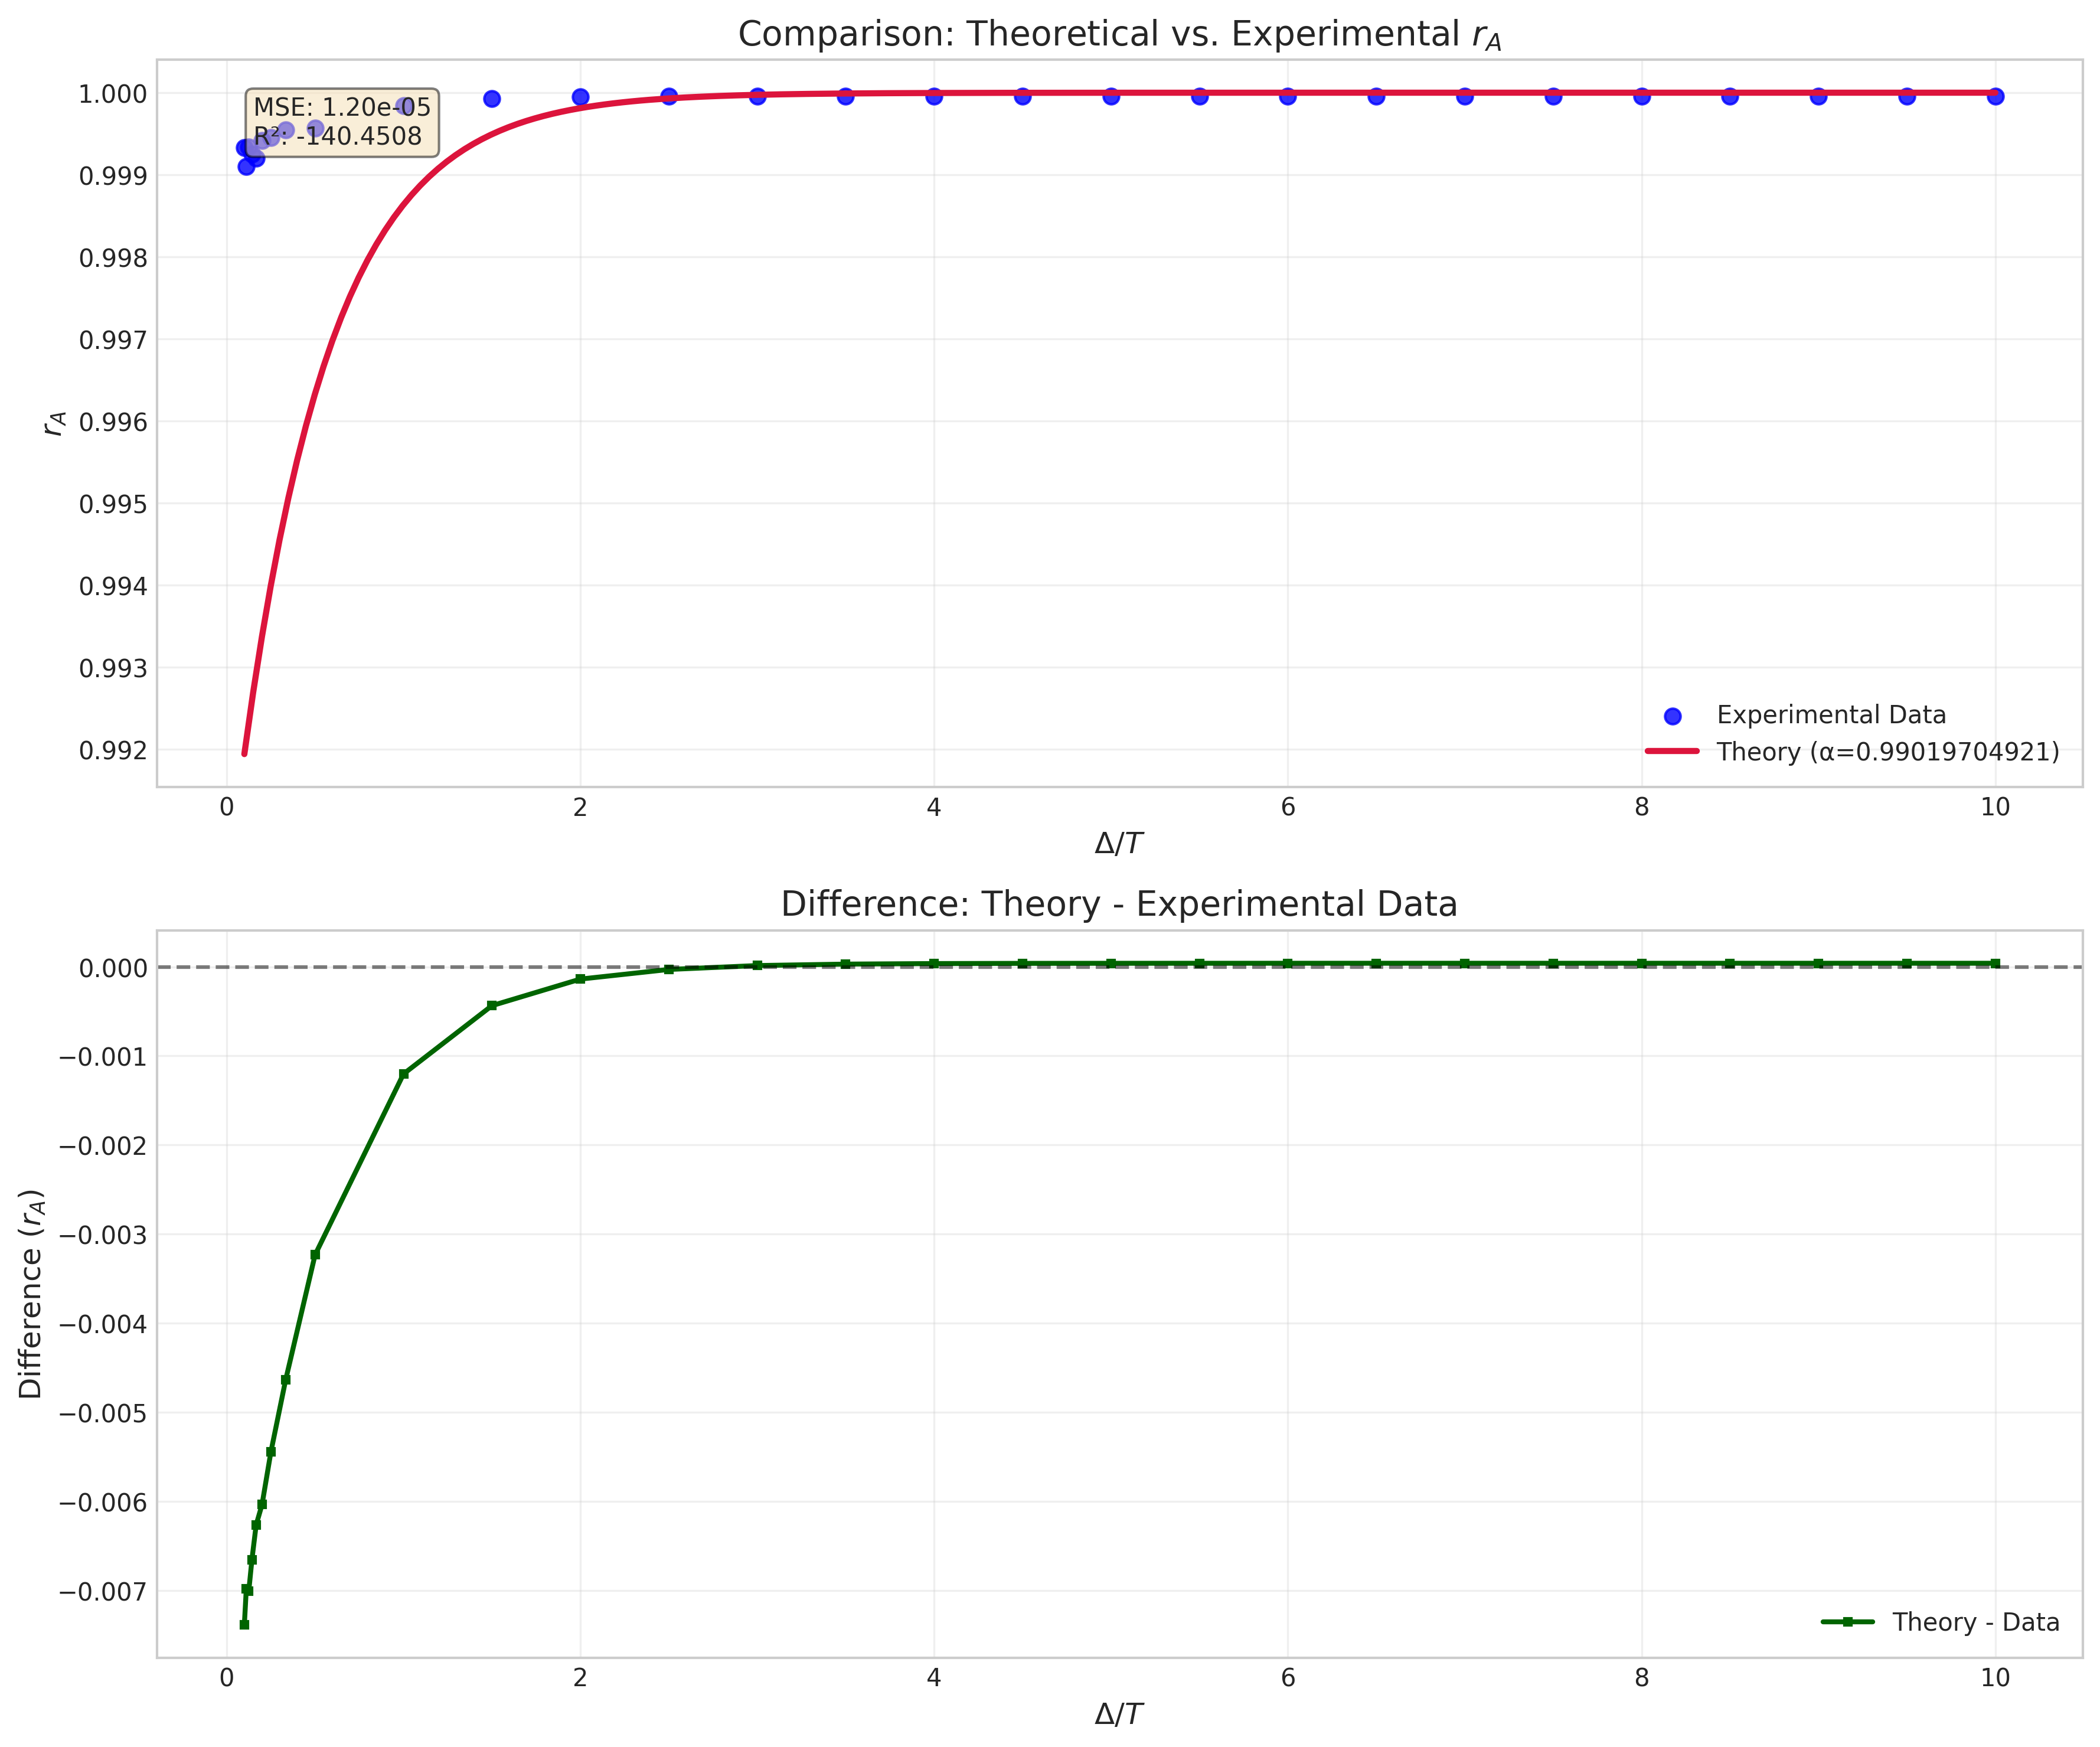 Comparison: Theoretical vs. Experimental r_A
1.000
0.999
0.998
0.997
0.996
0.995
0.994
0.993
0.992
r_A
MSE: 1.20e-05
R²: -140.4508
Experimental Data
Theory (α=0.99019704921)
0 2 4 6 8 10
Δ/T
Difference: Theory - Experimental Data
0.000
−0.001
−0.002
−0.003
−0.004
−0.005
−0.006
−0.007
Difference (r_A)
Theory - Data
0 2 4 6 8 10
Δ/T